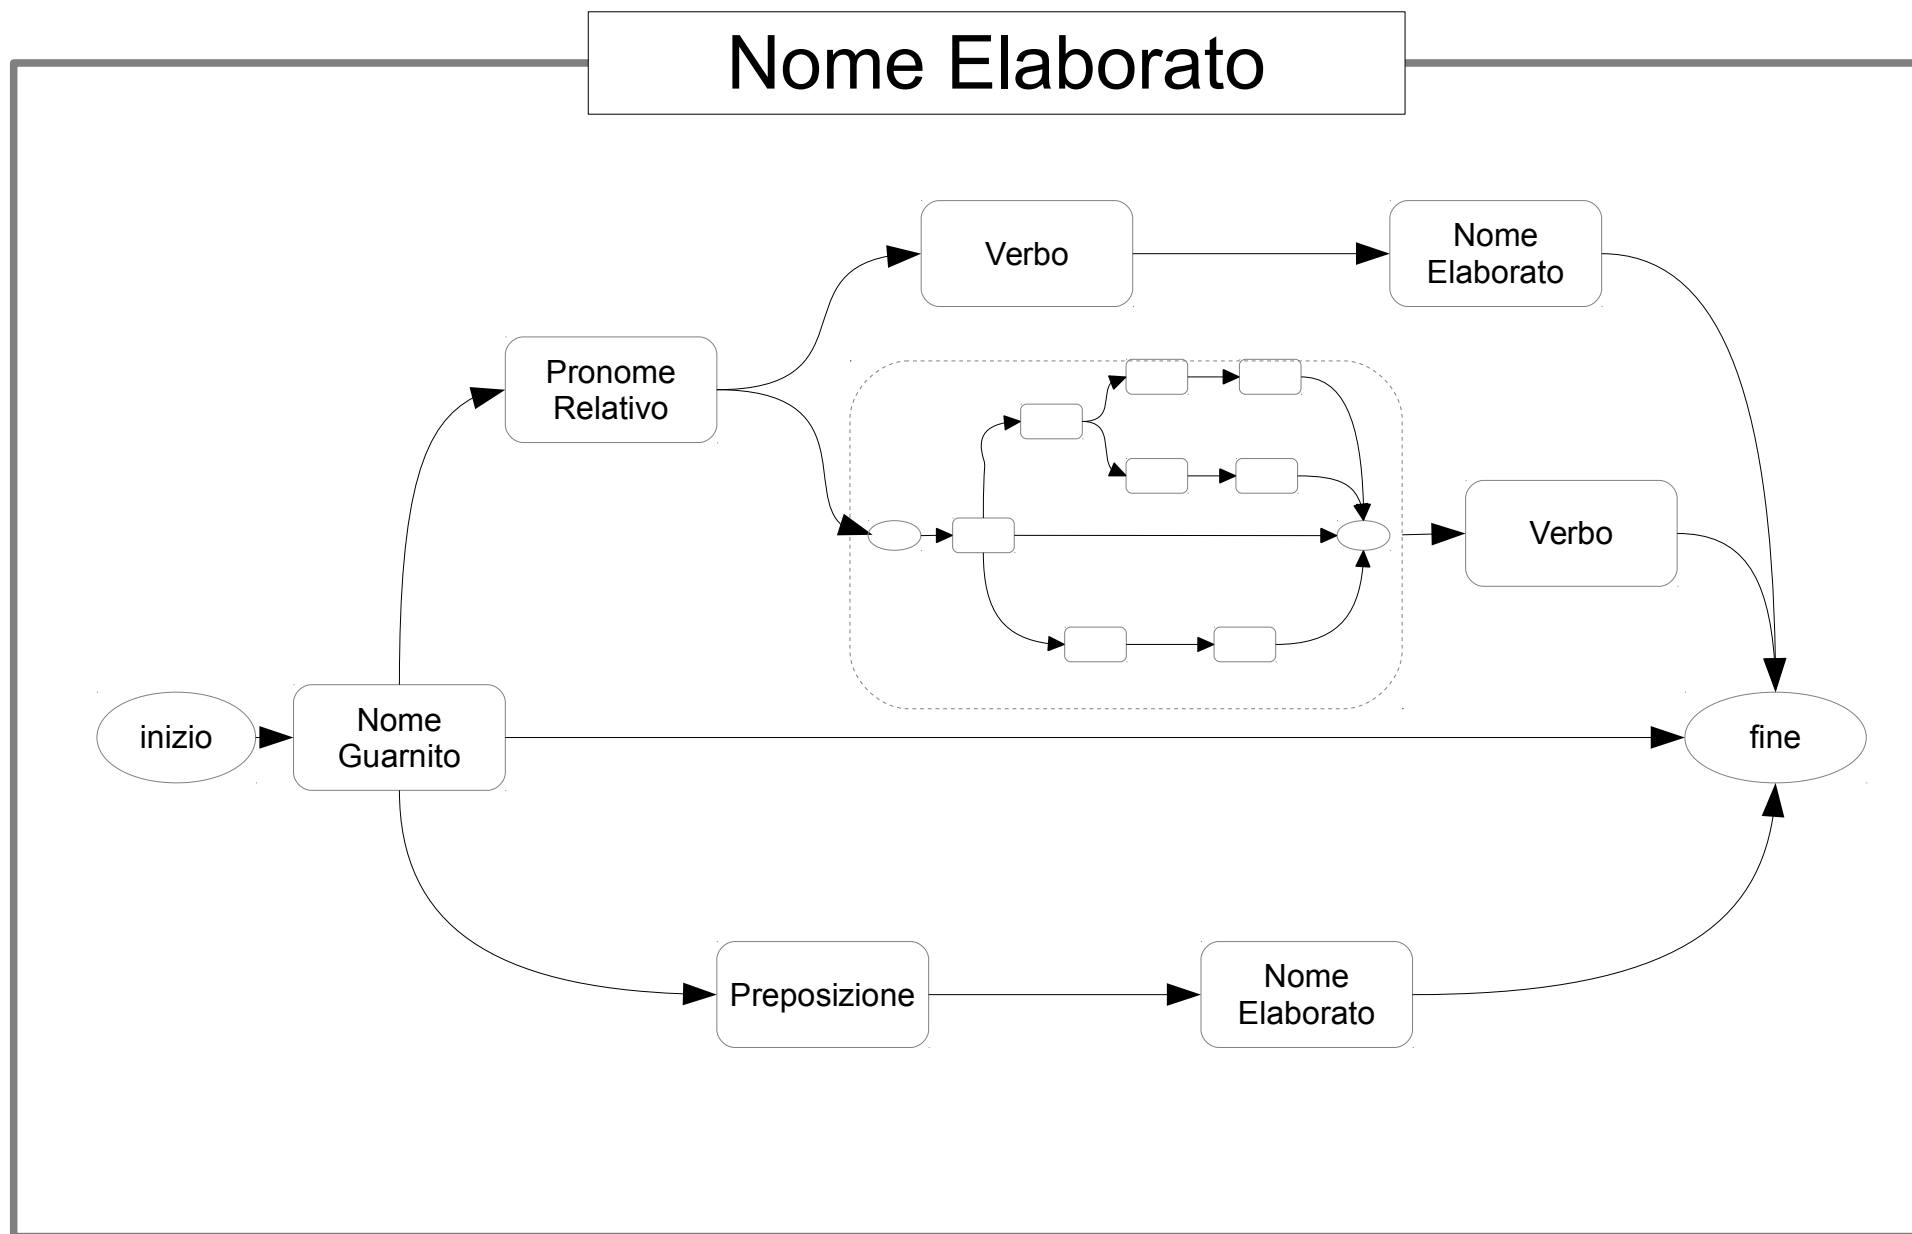 Nome Elaborato
Verbo
Nome
Elaborato
Pronome
Relativo
Verbo
inizio
Nome
Guarnito
fine
Preposizione
Nome
Elaborato